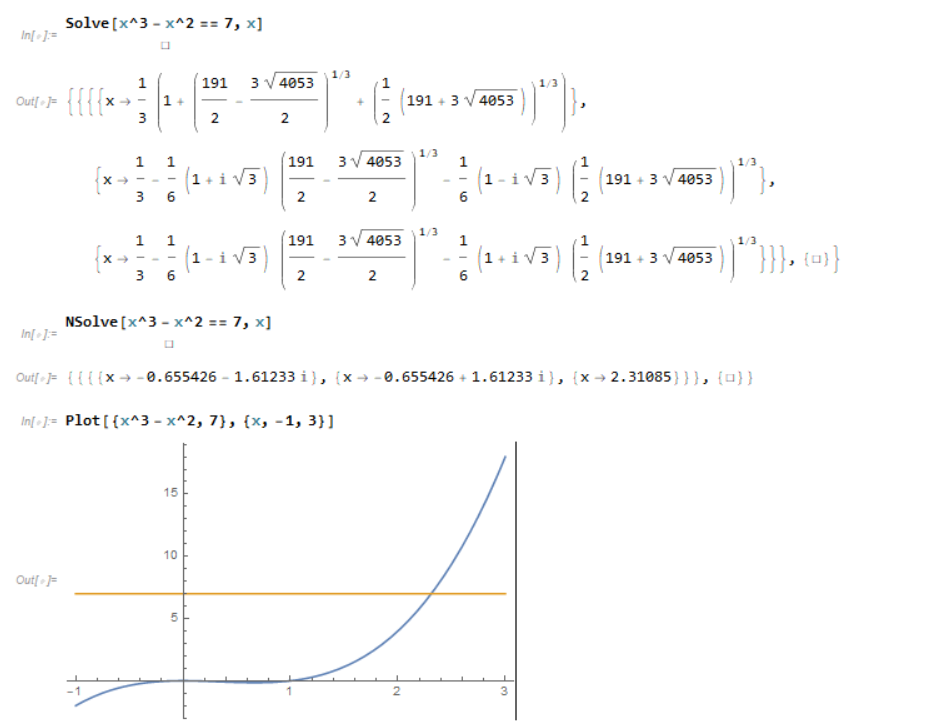 In[◦]:= Solve[x^3 - x^2 == 7, x]
□
Out[◦]= {{{{x → 1/3 (1 + (191/2 - (3 √4053)/2)^1/3 + (1/2 (191 + 3 √4053))^1/3)},
{x → 1/3 - 1/6 (1 + i √3) (191/2 - (3 √4053)/2)^1/3 - 1/6 (1 - i √3) (1/2 (191 + 3 √4053))^1/3},
{x → 1/3 - 1/6 (1 - i √3) (191/2 - (3 √4053)/2)^1/3 - 1/6 (1 + i √3) (1/2 (191 + 3 √4053))^1/3}}}, {□}}
In[◦]:= NSolve[x^3 - x^2 == 7, x]
□
Out[◦]= {{{{x → -0.655426 - 1.61233 i}, {x → -0.655426 + 1.61233 i}, {x → 2.31085}}}, {□}}
In[◦]:= Plot[{x^3 - x^2, 7}, {x, -1, 3}]
15
10
Out[◦]=
5
-1 1 2 3